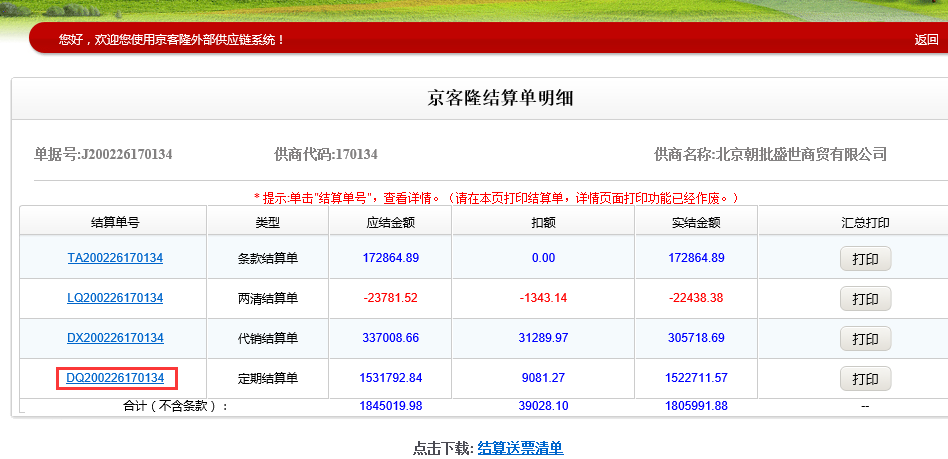 您好，欢迎您使用京客隆外部供应链系统！ 返回
京客隆结算单明细
单据号:J200226170134 供商代码:170134 供商名称:北京朝批盛世商贸有限公司
* 提示:单击"结算单号"，查看详情。（请在本页打印结算单，详情页面打印功能已经作废。）
结算单号 类型 应结金额 扣额 实结金额 汇总打印
TA200226170134 条款结算单 172864.89 0.00 172864.89 打印
LQ200226170134 两清结算单 -23781.52 -1343.14 -22438.38 打印
DX200226170134 代销结算单 337008.66 31289.97 305718.69 打印
DQ200226170134 定期结算单 1531792.84 9081.27 1522711.57 打印
合计（不含条款）： 1845019.98 39028.10 1805991.88 --
点击下载: 结算送票清单